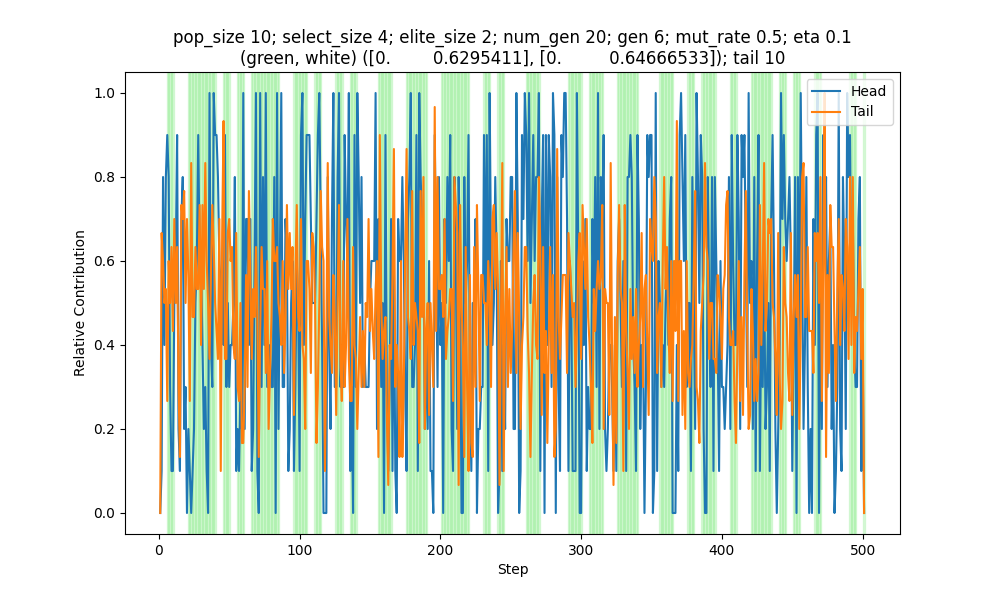 pop_size 10; select_size 4; elite_size 2; num_gen 20; gen 6; mut_rate 0.5; eta 0.1
(green, white) ([0. 0.6295411], [0. 0.64666533]); tail 10
Head
Tail
1.0
0.8
0.6
0.4
0.2
0.0
Relative Contribution
0 100 200 300 400 500
Step